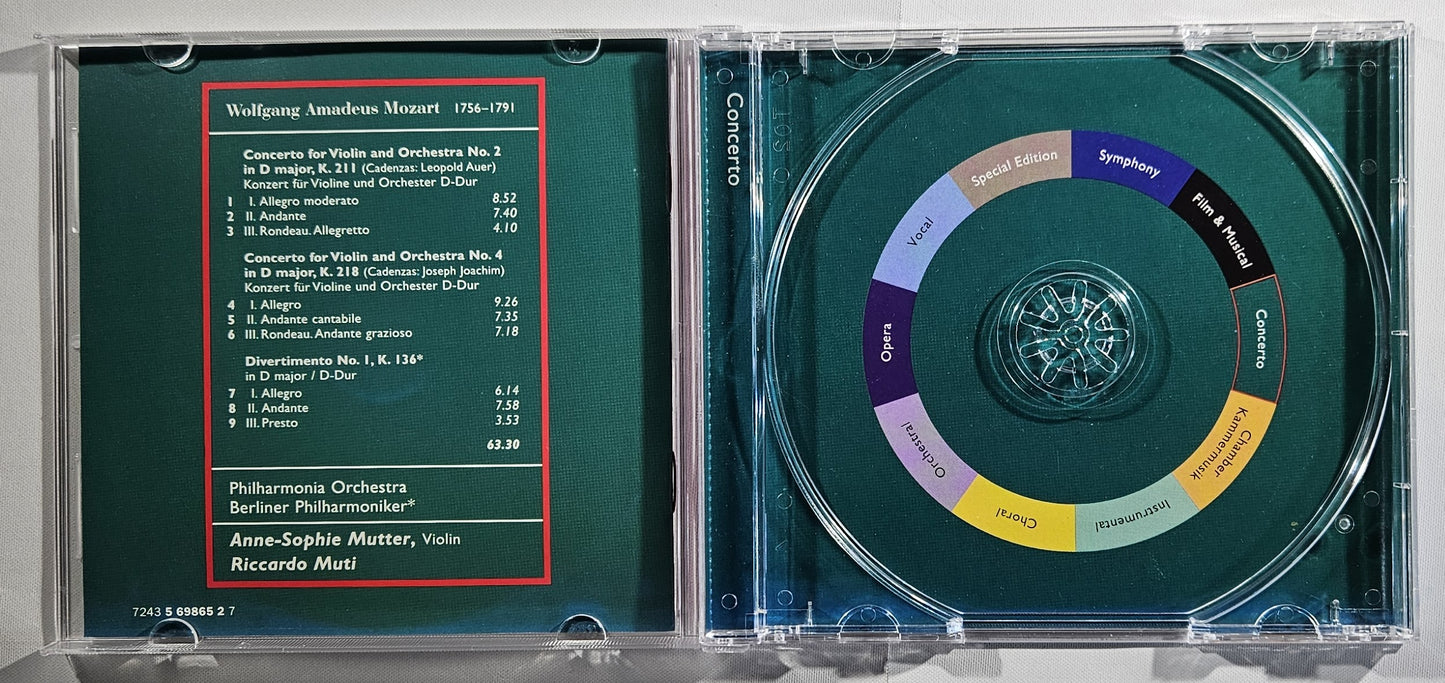 Wolfgang Amadeus Mozart 1756–1791
Concerto for Violin and Orchestra No. 2
in D major, K. 211 (Cadenzas: Leopold Auer)
Konzert für Violine und Orchester D-Dur
1 I. Allegro moderato 8.52
2 II. Andante 7.40
3 III. Rondeau. Allegretto 4.10
Concerto for Violin and Orchestra No. 4
in D major, K. 218 (Cadenzas: Joseph Joachim)
Konzert für Violine und Orchester D-Dur
4 I. Allegro 9.26
5 II. Andante cantabile 7.35
6 III. Rondeau. Andante grazioso 7.18
Divertimento No. 1, K. 136*
in D major / D-Dur
7 I. Allegro 6.14
8 II. Andante 7.58
9 III. Presto 3.53
63.30
Philharmonia Orchestra
Berliner Philharmoniker*
Anne-Sophie Mutter, Violin
Riccardo Muti
7243 5 69865 2 7
Concerto
Symphony
Film & Musical
Concerto
Chamber
Kammermusik
Instrumental
Choral
Orchestral
Opera
Vocal
Special Edition